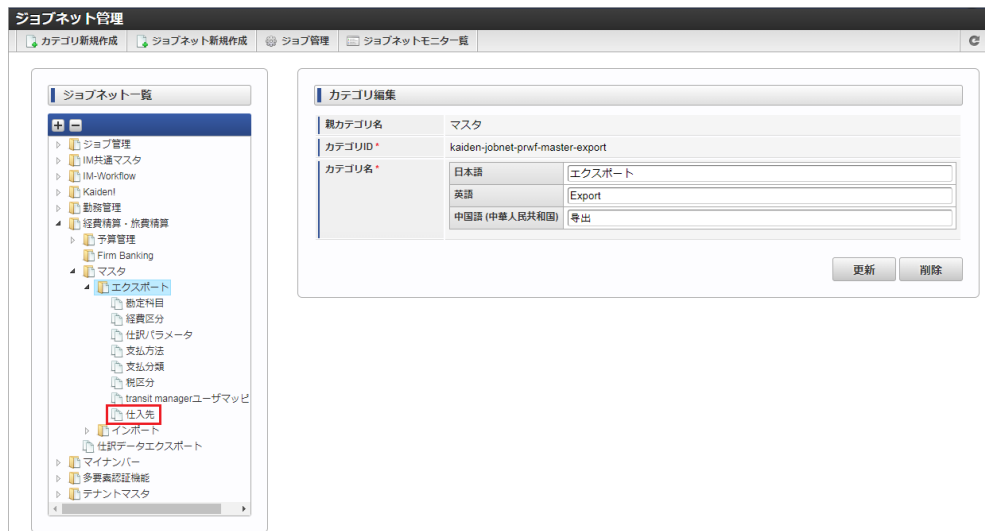 ジョブネット管理
カテゴリ新規作成 ジョブネット新規作成 ジョブ管理 ジョブネットモニター覧
ジョブネット一覧
ジョブ管理
IM共通マスタ
IM-Workflow
Kaiden!
勤務管理
経費精算・旅費精算
予算管理
Firm Banking
マスタ
エクスポート
勘定科目
経費区分
仕訳パラメータ
支払方法
支払分類
税区分
transit managerユーザマッピ
仕入先
インポート
仕訳データエクスポート
マイナンバー
多要素認証機能
テナントマスタ
カテゴリ編集
親カテゴリ名 マスタ
カテゴリID * kaiden-jobnet-prwf-master-export
カテゴリ名 *
日本語 エクスポート
英語 Export
中国語 (中華人民共和国) 导出
更新 削除